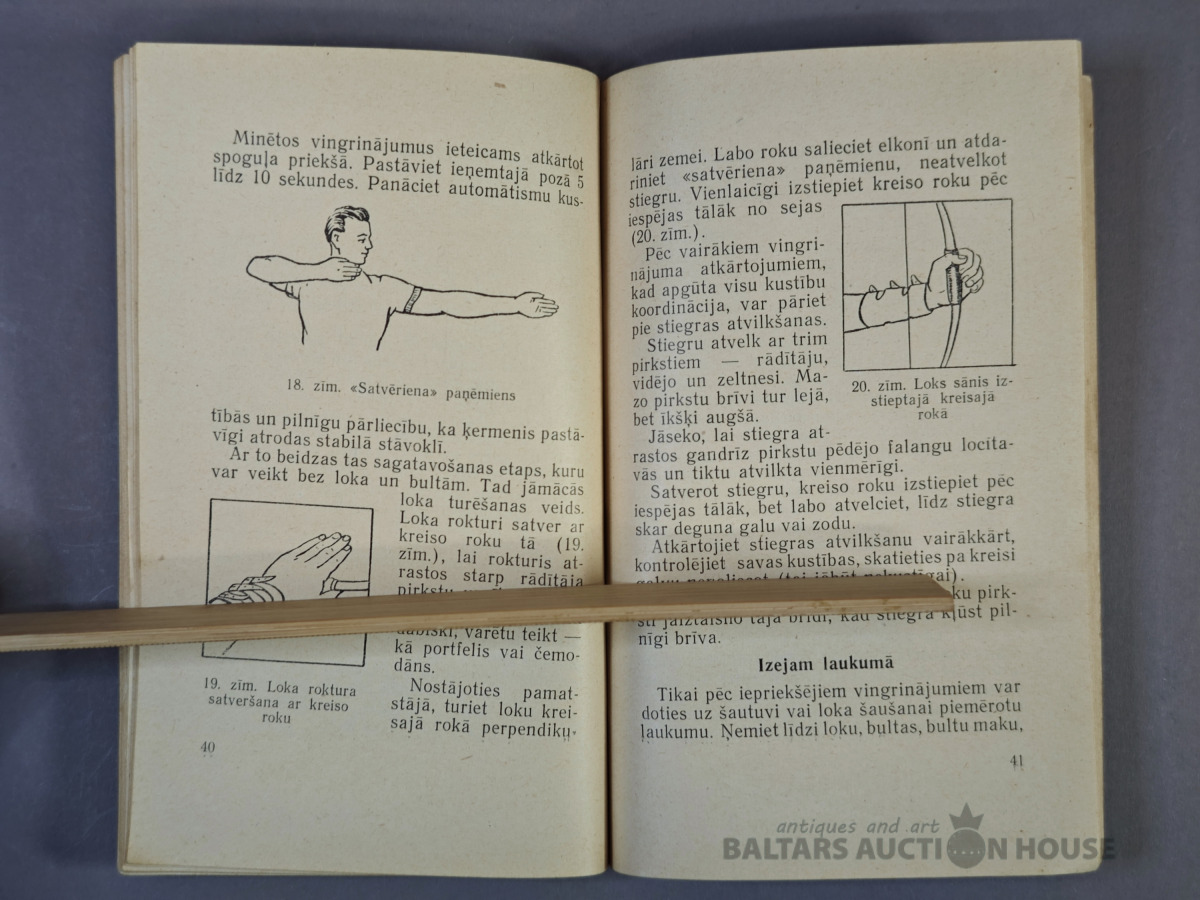 Minētos vingrinājumus ieteicams atkārtot
spoguļa priekšā. Pastāviet ieņemtajā pozā 5
līdz 10 sekundes. Panāciet automātismu kus-
18. zīm. «Satvēriena» paņēmiens
tībās un pilnīgu pārliecību, ka ķermenis pastā-
vīgi atrodas stabilā stāvoklī.
Ar to beidzas tas sagatavošanas etaps, kuru
var veikt bez loka un bultām. Tad jāmācās
loka turēšanas veids.
Loka rokturi satver ar
kreiso roku tā (19.
zīm.), lai rokturis at-
rastos starp rādītāja
pirkstu
dabiski, varētu teikt —
kā portfelis vai čemo-
dāns.
Nostājoties pamat-
stājā, turiet loku krei-
sajā rokā perpendiku-
19. zīm. Loka roktura
satveršana ar kreiso
roku
40
lāri zemei. Labo roku salieciet elkonī un atda-
riniet «satvēriena» paņēmienu, neatvelkot
stiegru. Vienlaicīgi izstiepiet kreiso roku pēc
iespējas tālāk no sejas
(20. zīm.).
Pēc vairākiem vingri-
nājuma atkārtojumiem,
kad apgūta visu kustību
koordinācija, var pāriet
pie stiegras atvilkšanas.
Stiegru atvelk ar trim
pirkstiem — rādītāju,
vidējo un zeltnesi. Ma-
zo pirkstu brīvi tur lejā,
bet īkšķi augšā.
Jāseko, lai stiegra at-
rastos gandrīz pirkstu pēdējo falangu locīta-
vās un tiktu atvilkta vienmērīgi.
20. zīm. Loks sānis iz-
stieptajā kreisajā
rokā
Satverot stiegru, kreiso roku izstiepiet pēc
iespējas tālāk, bet labo atvelciet, līdz stiegra
skar deguna galu vai zodu.
Atkārtojiet stiegras atvilkšanu vairākkārt,
kontrolējiet savas kustības, skatieties pa kreisi
galvu nepaliecot (tai jābūt nekustīgai).
pirk-
sti jāiztaisno tajā brīdī, kad stiegra kļūst pil-
nīgi brīva.
Izejam laukumā
Tikai pēc iepriekšējiem vingrinājumiem var
doties uz šautuvi vai loka šaušanai piemērotu
laukumu. Ņemiet līdzi loku, bultas, bultu maku,
41
antiques and art
BALTARS AUCTION HOUSE